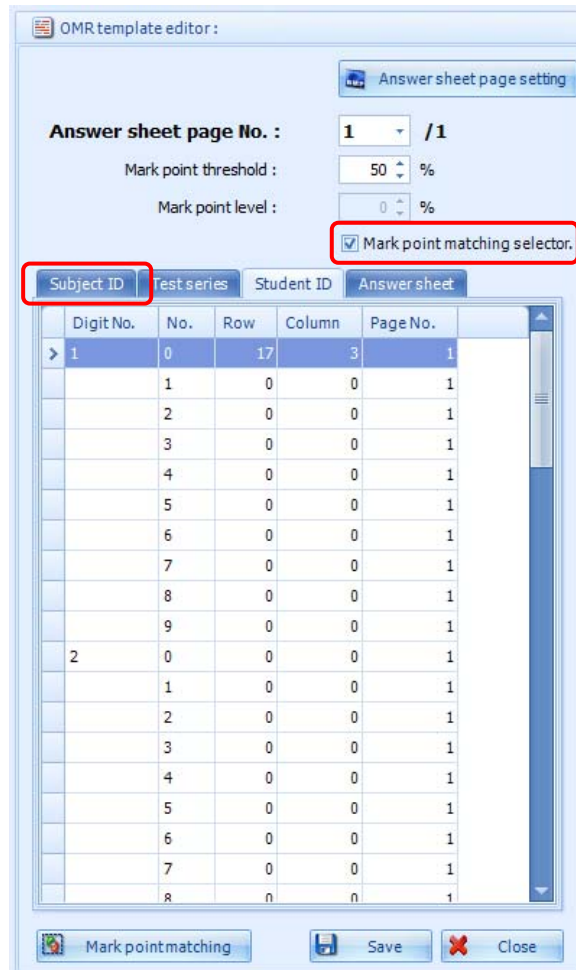 OMR template editor :
Answer sheet page setting
Answer sheet page No. : 1 /1
Mark point threshold : 50 %
Mark point level : 0 %
Mark point matching selector.
Subject ID Test series Student ID Answer sheet
Digit No. No. Row Column Page No.
1 0 17 3 1
1 0 0 1
2 0 0 1
3 0 0 1
4 0 0 1
5 0 0 1
6 0 0 1
7 0 0 1
8 0 0 1
9 0 0 1
2 0 0 0 1
1 0 0 1
2 0 0 1
3 0 0 1
4 0 0 1
5 0 0 1
6 0 0 1
7 0 0 1
8 0 0 1
Mark point matching Save Close